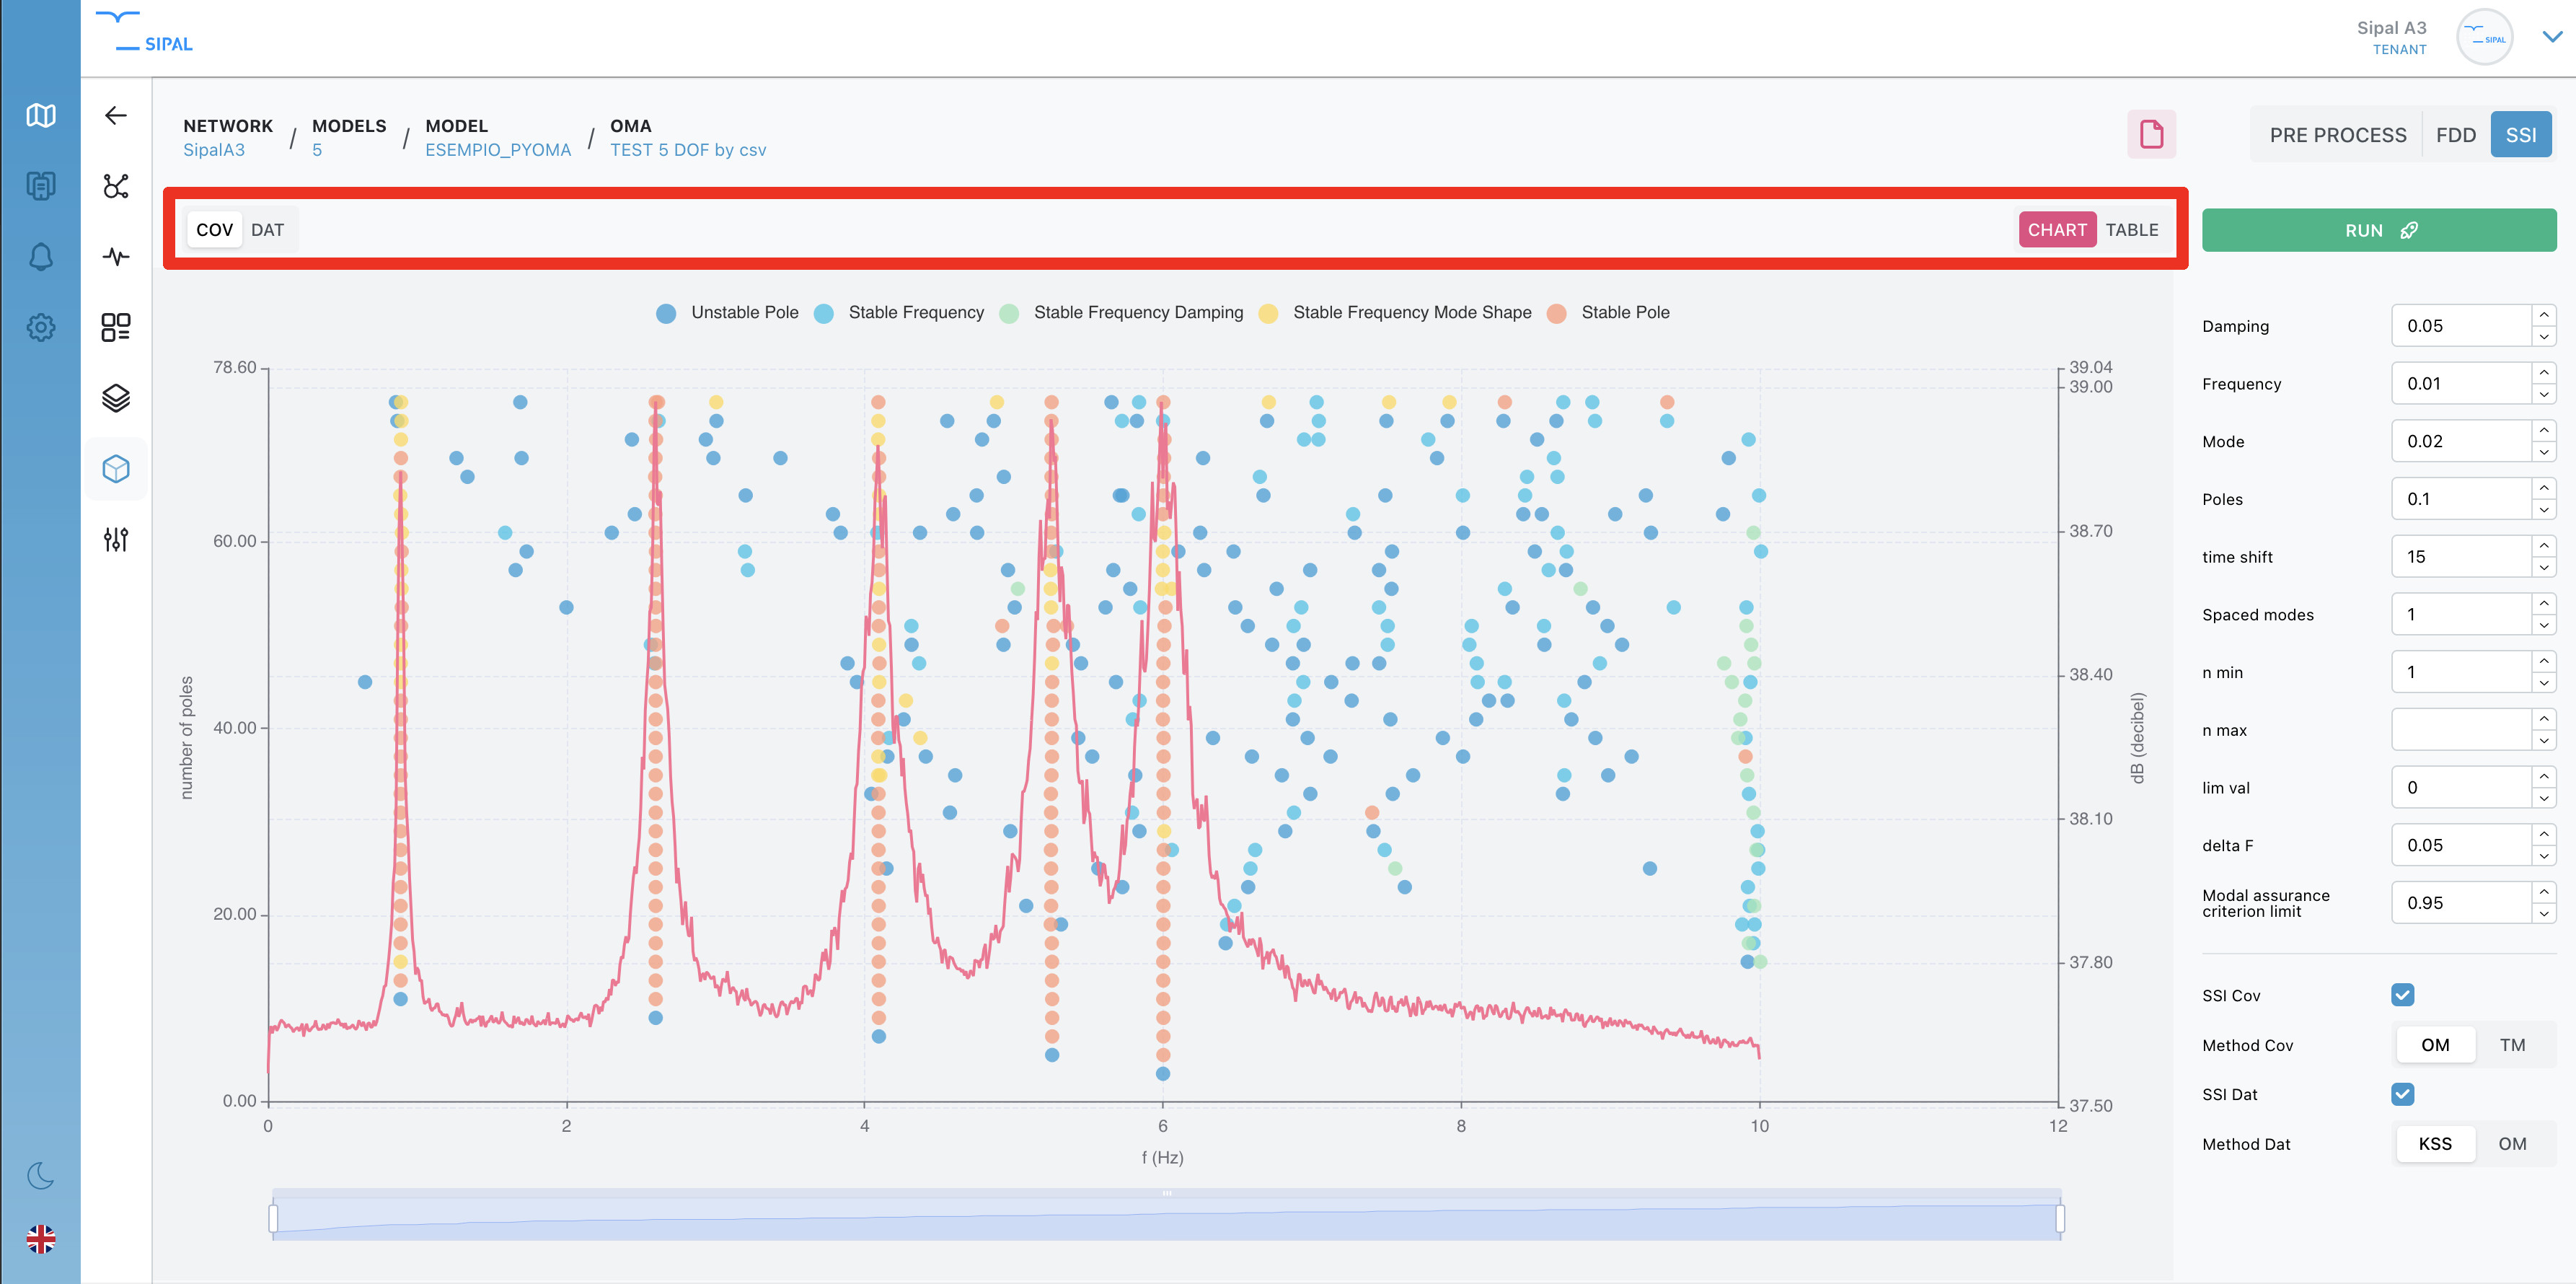 SIPAL
Sipal A3
TENANT
SIPAL
NETWORK / MODELS / MODEL / OMA
SipalA3 5 ESEMPIO_PYOMA TEST 5 DOF by csv
PRE PROCESS FDD SSI
COV DAT
CHART TABLE
RUN
Unstable Pole Stable Frequency Stable Frequency Damping Stable Frequency Mode Shape Stable Pole
78.60
60.00
40.00
20.00
0.00
number of poles
39.04
39.00
38.70
38.40
38.10
37.80
37.50
dB (decibel)
0 2 4 6 8 10 12
f (Hz)
Damping 0.05
Frequency 0.01
Mode 0.02
Poles 0.1
time shift 15
Spaced modes 1
n min 1
n max
lim val 0
delta F 0.05
Modal assurance
criterion limit 0.95
SSI Cov
Method Cov OM TM
SSI Dat
Method Dat KSS OM